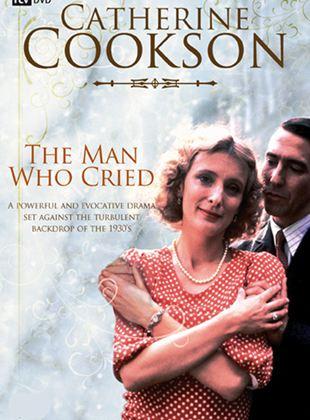 itv DVD
CATHERINE
COOKSON
THE MAN
WHO CRIED
A POWERFUL AND EVOCATIVE DRAMA
SET AGAINST THE TURBULENT
BACKDROP OF THE 1930'S